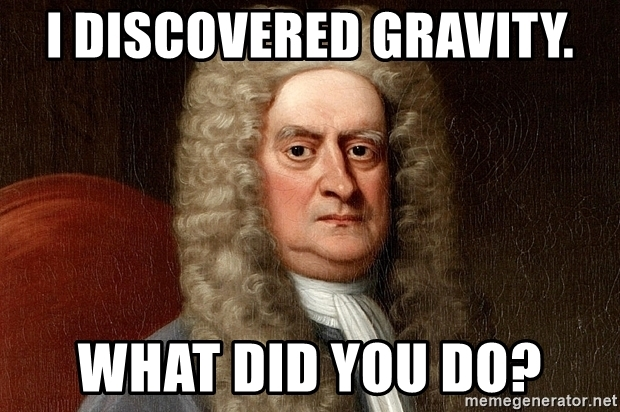 I DISCOVERED GRAVITY.
WHAT DID YOU DO?
memegenerator.net